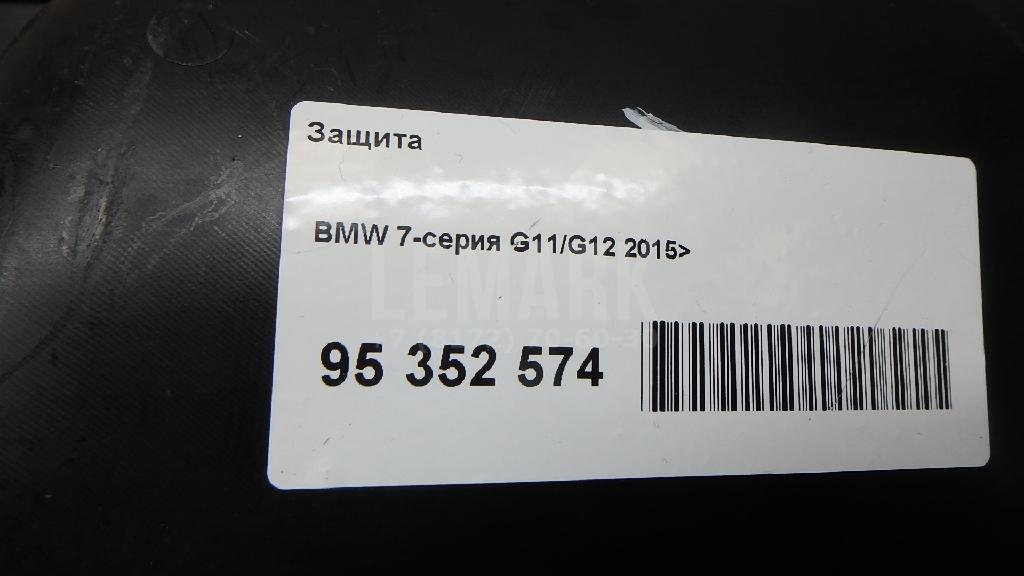 Защита
BMW 7-серия G11/G12 2015>
LEMARK
95 352 574